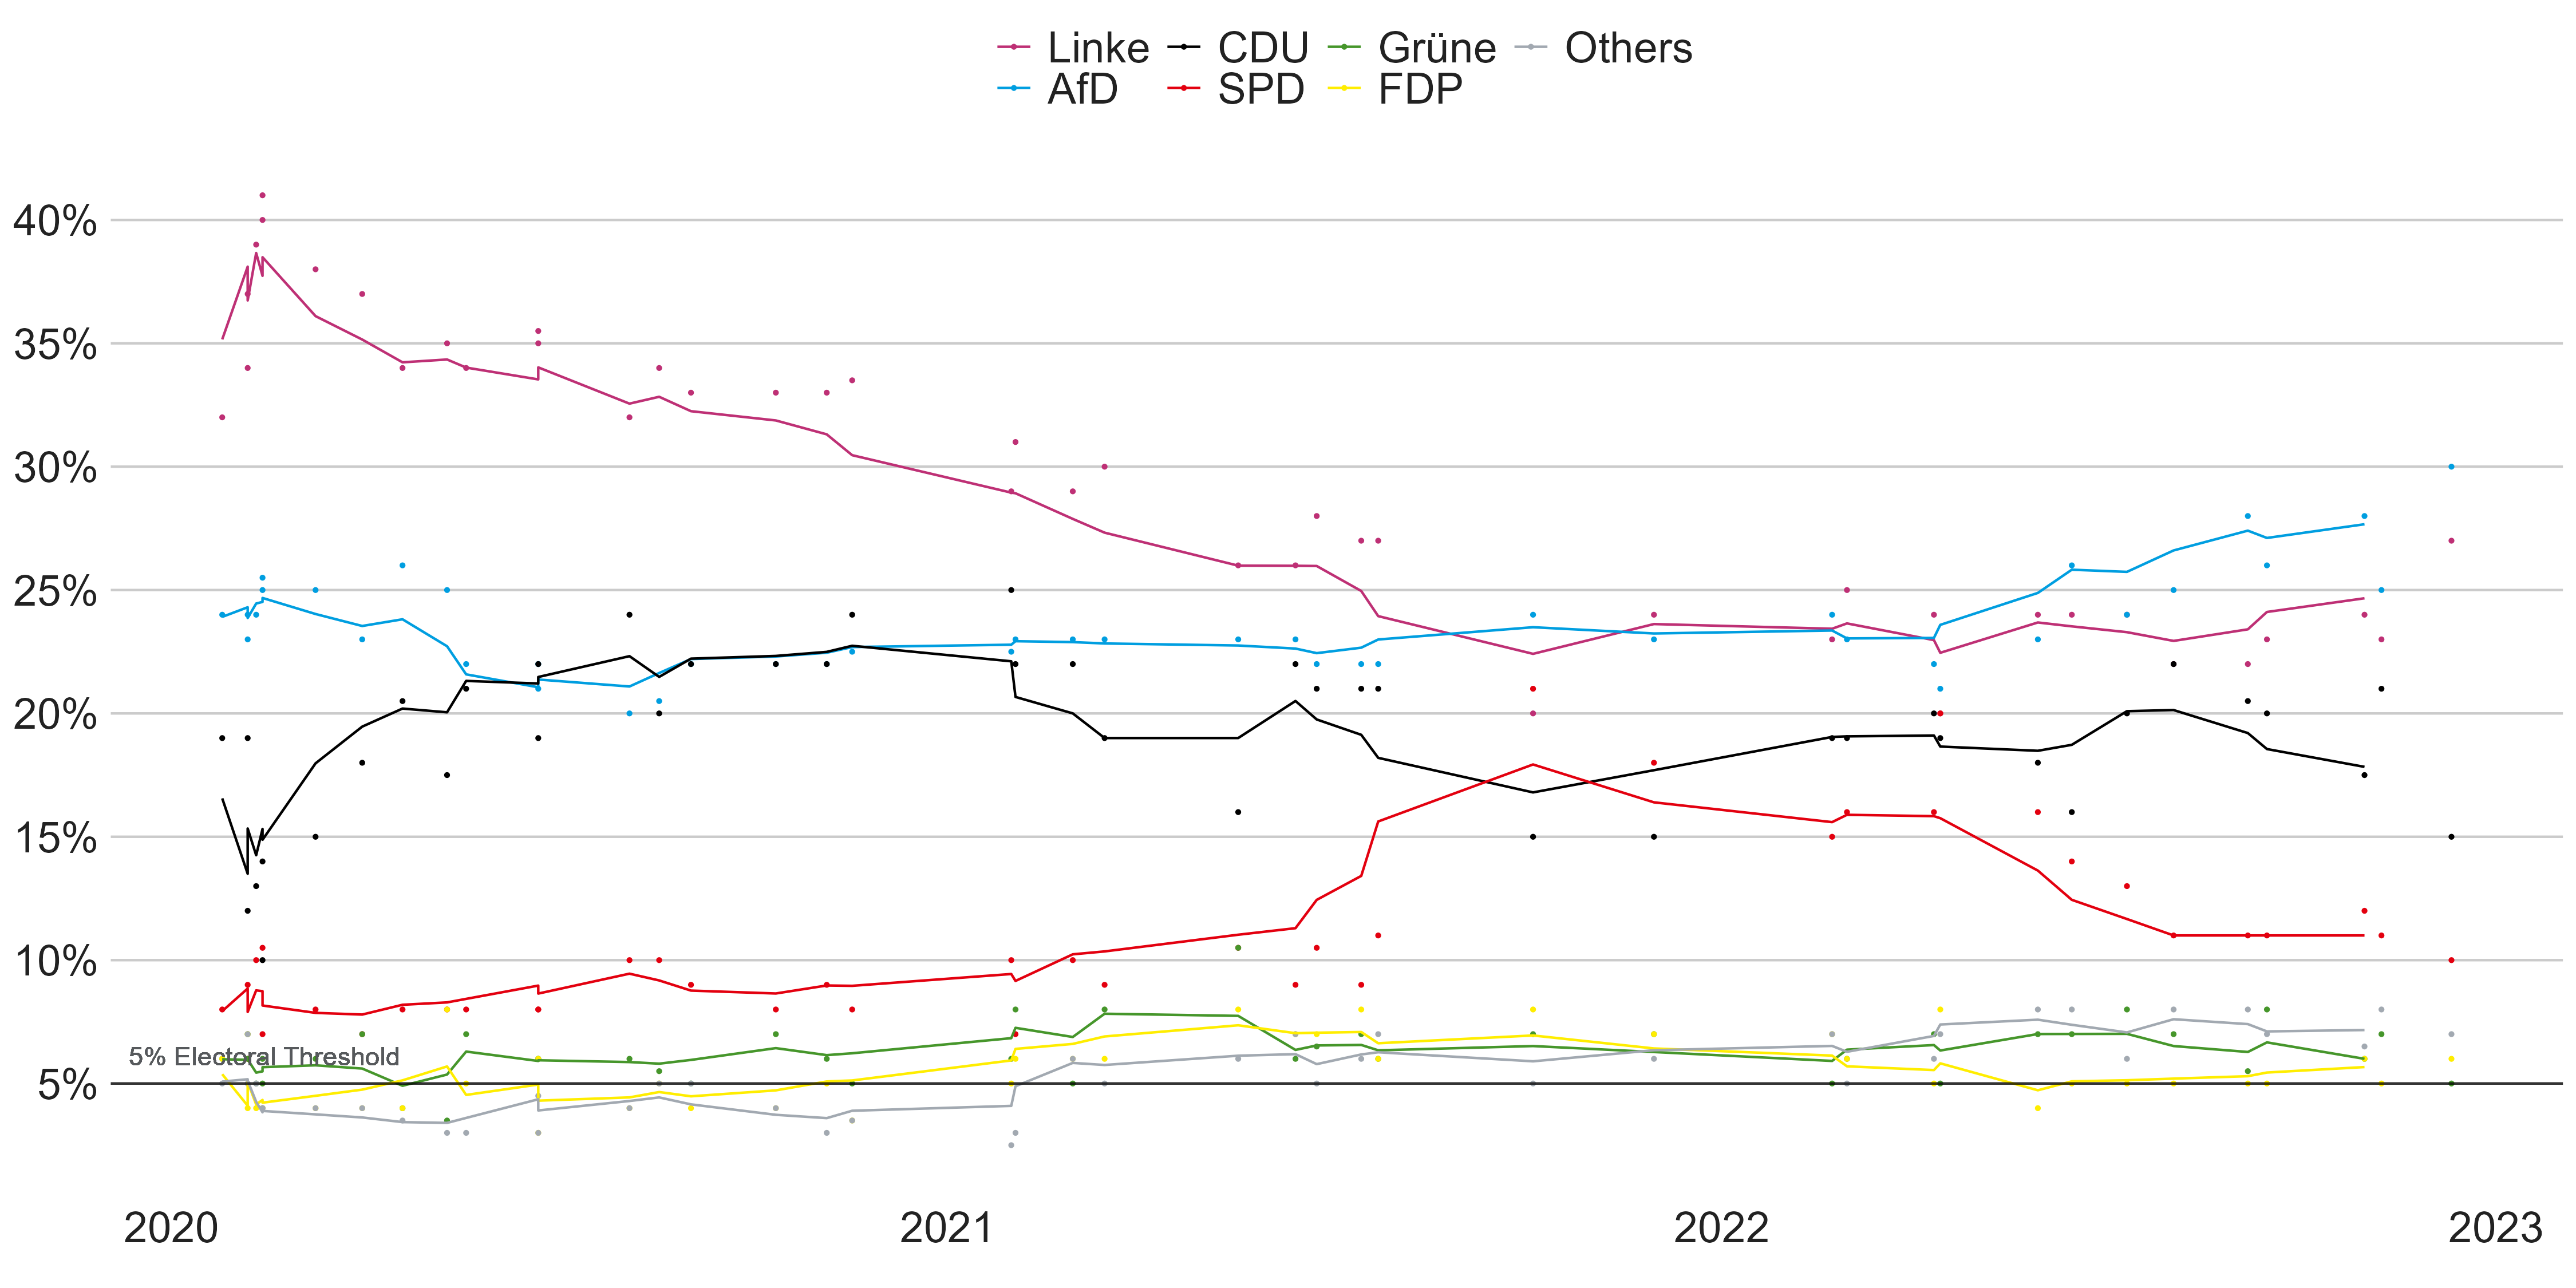 Linke CDU Grüne Others
AfD SPD FDP
40%
35%
30%
25%
20%
15%
10%
5% Electoral Threshold
5%
2020 2021 2022 2023